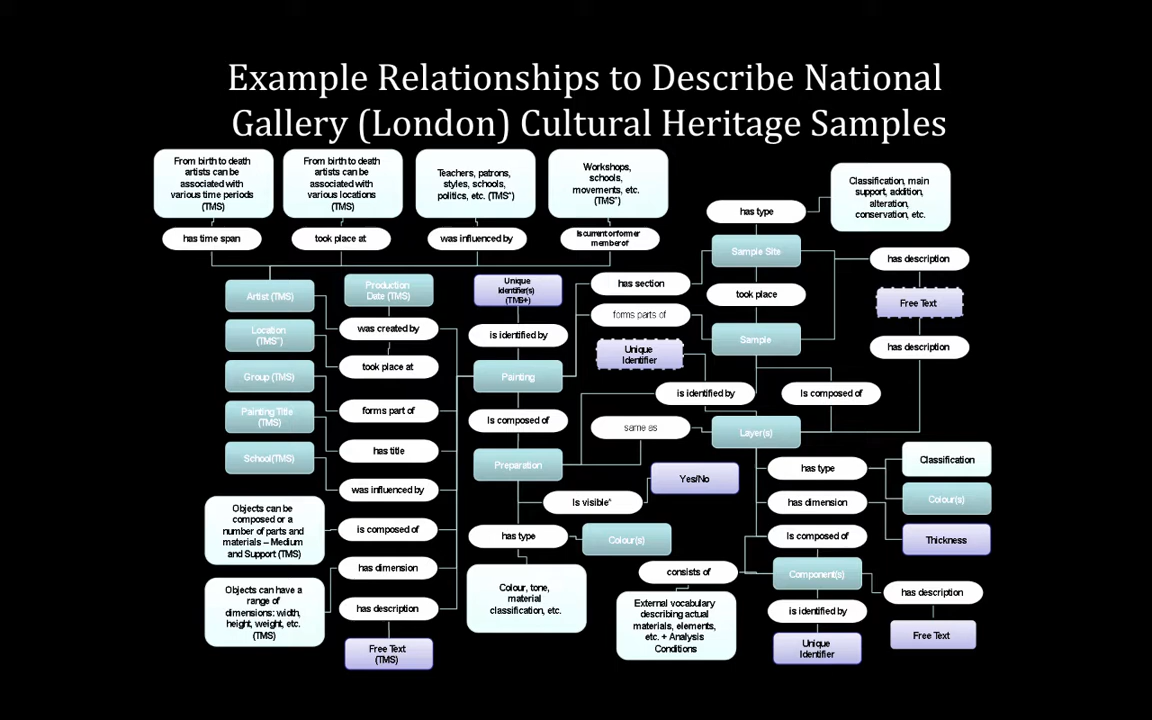 Example Relationships to Describe National
Gallery (London) Cultural Heritage Samples
From birth to death
artists can be
associated with
various time periods
(TMS)
From birth to death
artists can be
associated with
various locations
(TMS)
Teachers, patrons,
styles, schools,
politics, etc. (TMS*)
Workshops,
schools,
movements, etc.
(TMS*)
Classification, main
support, addition,
alteration,
conservation, etc.
has type
has time span
took place at
was influenced by
Is current or former
member of
Sample Site
has description
Artist (TMS)
Production
Date (TMS)
Unique
Identifier(s)
(TMS+)
has section
took place
Free Text
Location
(TMS*)
was created by
is identified by
forms parts of
Sample
has description
Unique
Identifier
took place at
Group (TMS)
Painting
is identified by
Is composed of
Painting Title
(TMS)
forms part of
Is composed of
same as
Layer(s)
School(TMS)
has title
Preparation
has type
Classification
Yes/No
was influenced by
Is visible*
has dimension
Colour(s)
Objects can be
composed or a
number of parts and
materials – Medium
and Support (TMS)
is composed of
has type
Colour(s)
Is composed of
Thickness
has dimension
consists of
Component(s)
Objects can have a
range of
dimensions: width,
height, weight, etc.
(TMS)
has description
Colour, tone,
material
classification, etc.
External vocabulary
describing actual
materials, elements,
etc. + Analysis
Conditions
is identified by
has description
Free Text
(TMS)
Unique
Identifier
Free Text